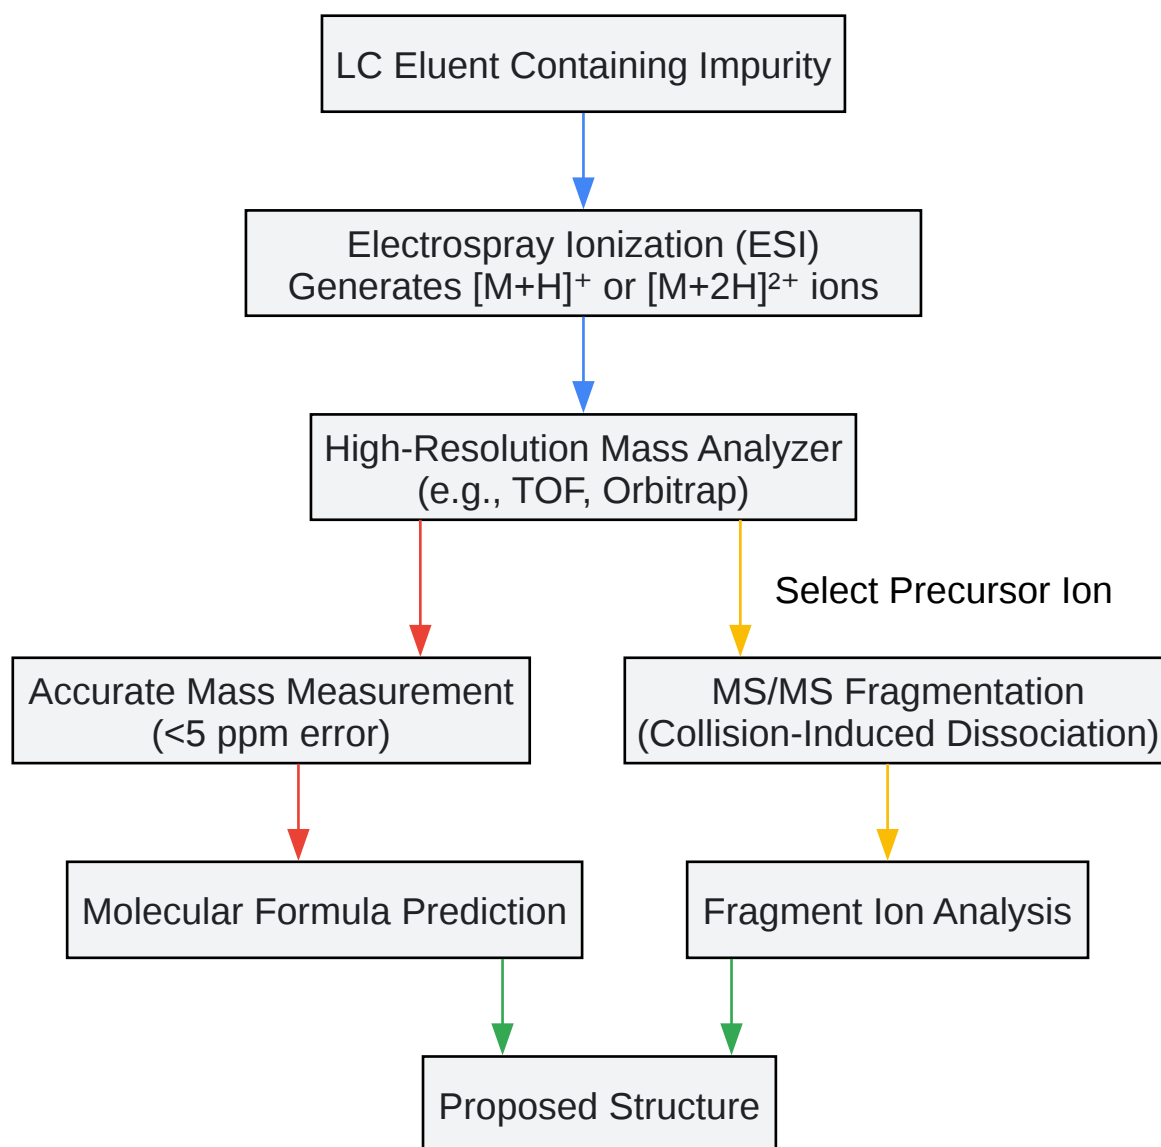 LC Eluent Containing Impurity
Electrospray Ionization (ESI)
Generates [M+H]⁺ or [M+2H]²⁺ ions
High-Resolution Mass Analyzer
(e.g., TOF, Orbitrap)
Select Precursor Ion
Accurate Mass Measurement
(<5 ppm error)
MS/MS Fragmentation
(Collision-Induced Dissociation)
Molecular Formula Prediction
Fragment Ion Analysis
Proposed Structure